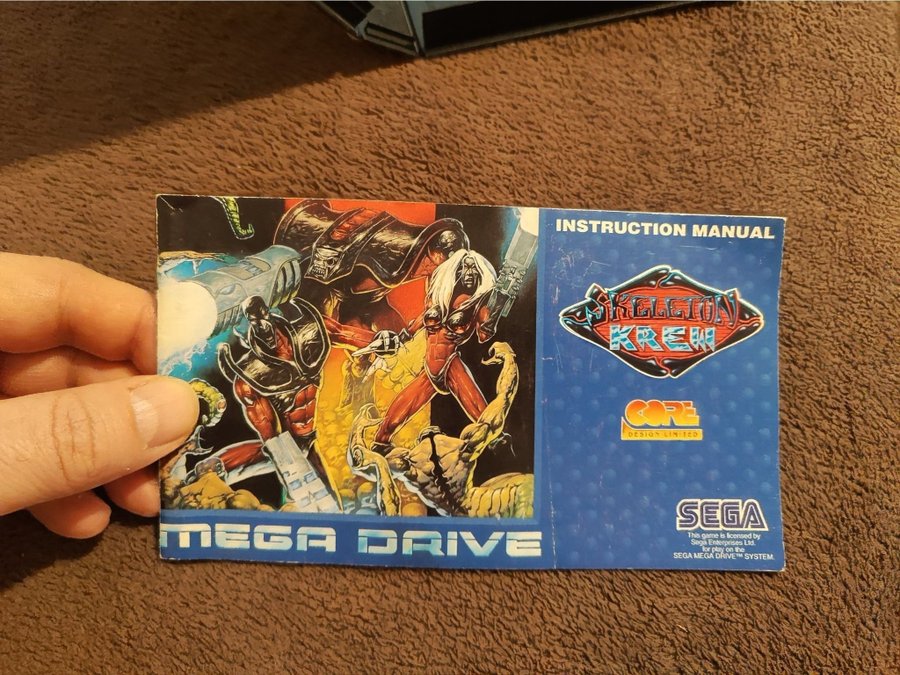 INSTRUCTION MANUAL
SKELETON
KREW
CORE
DESIGN LIMITED
SEGA
This game is licensed by
Sega Enterprises Ltd.
for play on the
SEGA MEGA DRIVE™ SYSTEM.
MEGA DRIVE